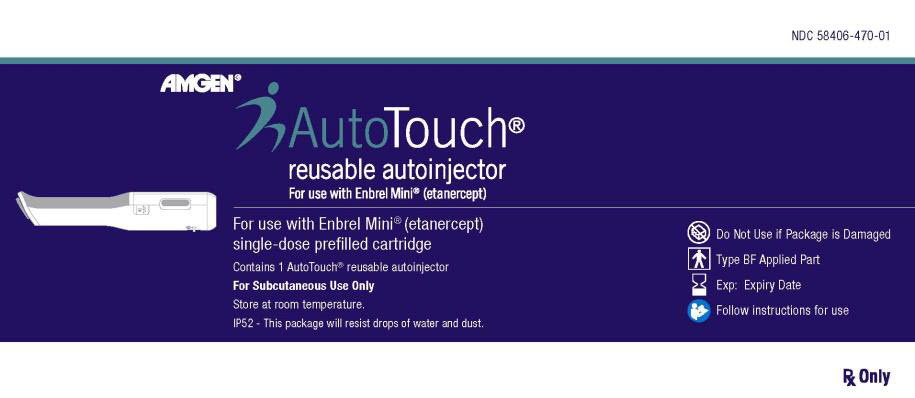 NDC 58406-470-01
AMGEN®
AutoTouch®
reusable autoinjector
For use with Enbrel Mini® (etanercept)
For use with Enbrel Mini® (etanercept)
single-dose prefilled cartridge
Contains 1 AutoTouch® reusable autoinjector
For Subcutaneous Use Only
Store at room temperature.
IP52 - This package will resist drops of water and dust.
Do Not Use if Package is Damaged
Type BF Applied Part
Exp: Expiry Date
Follow instructions for use
Rx Only